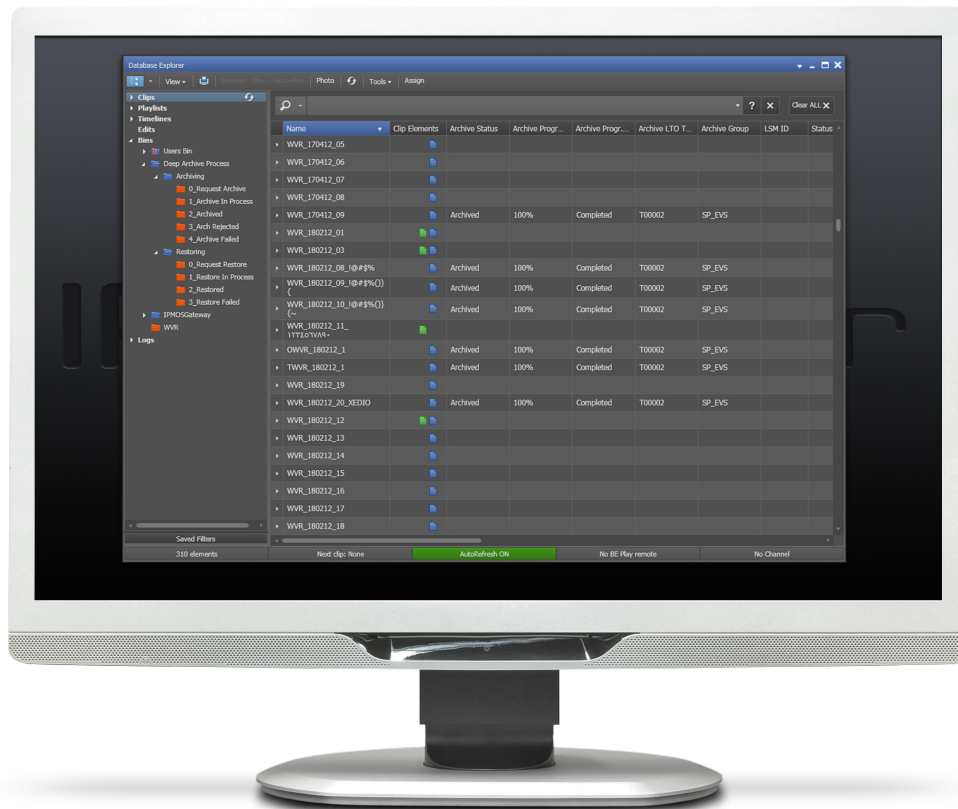 Database Explorer
View
Photo
Tools
Assign
Clips
Playlists
Timelines
Edits
Bins
Users Bin
Deep Archive Process
Archiving
0_Request Archive
1_Archive In Process
2_Archived
3_Arch Rejected
4_Archive Failed
Restoring
0_Request Restore
1_Restore In Process
2_Restored
3_Restore Failed
IPMOSGateway
WVR
Logs
Saved Filters
? Clear ALL
Name Clip Elements Archive Status Archive Progr... Archive Progr... Archive LTO T... Archive Group LSM ID Status
WVR_170412_05
WVR_170412_06
WVR_170412_07
WVR_170412_08
WVR_170412_09 Archived 100% Completed T00002 SP_EVS
WVR_180212_01
WVR_180212_03
WVR_180212_08_!@#$% Archived 100% Completed T00002 SP_EVS
WVR_180212_09_!@#$%()} Archived 100% Completed T00002 SP_EVS
{
WVR_180212_10_!@#$%()} Archived 100% Completed T00002 SP_EVS
{~
WVR_180212_11_
١٢٣٤٥٦٧٨٩٠
OWVR_180212_1 Archived 100% Completed T00002 SP_EVS
TWVR_180212_1 Archived 100% Completed T00002 SP_EVS
WVR_180212_19
WVR_180212_20_XEDIO Archived 100% Completed T00002 SP_EVS
WVR_180212_12
WVR_180212_13
WVR_180212_14
WVR_180212_15
WVR_180212_16
WVR_180212_17
WVR_180212_18
310 elements Next clip: None AutoRefresh ON No BE Play remote No Channel